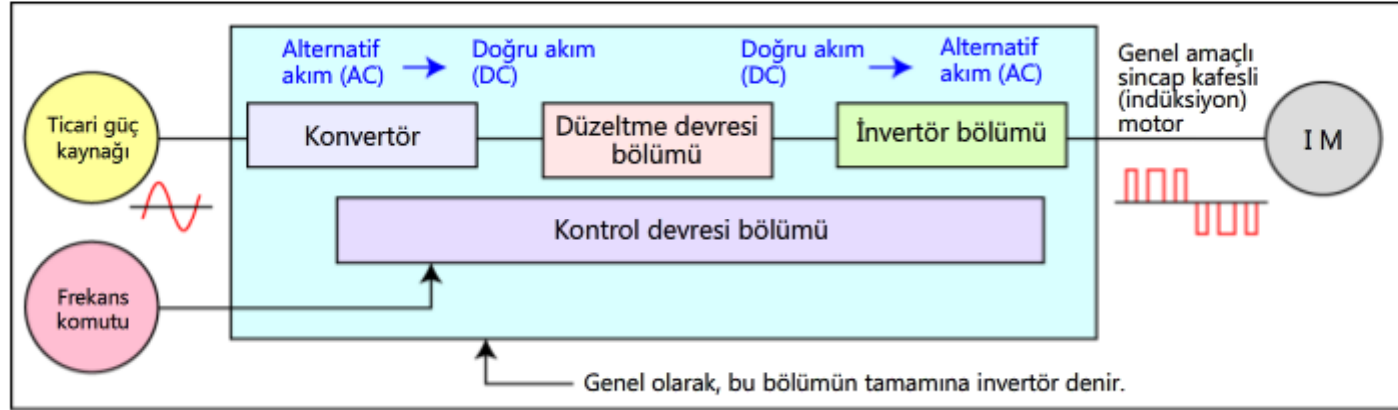 Alternatif
akım (AC)
Doğru akım
(DC)
Doğru akım
(DC)
Alternatif
akım (AC)
Genel amaçlı
sincap kafesli
(indüksiyon)
motor
Ticari güç
kaynağı
Konvertör
Düzeltme devresi
bölümü
İnvertör bölümü
I M
Kontrol devresi bölümü
Frekans
komutu
Genel olarak, bu bölümün tamamına invertör denir.